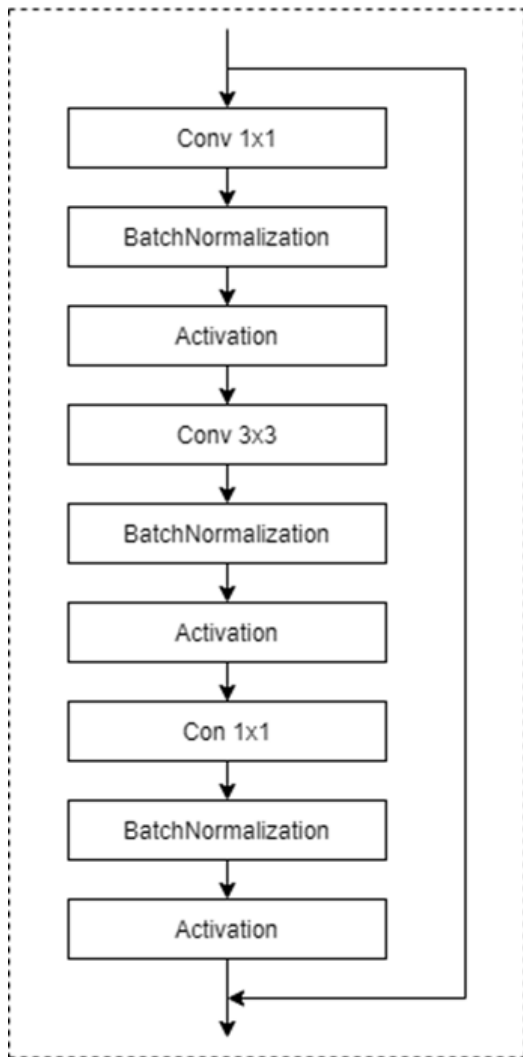 Conv 1x1
BatchNormalization
Activation
Conv 3x3
BatchNormalization
Activation
Con 1x1
BatchNormalization
Activation